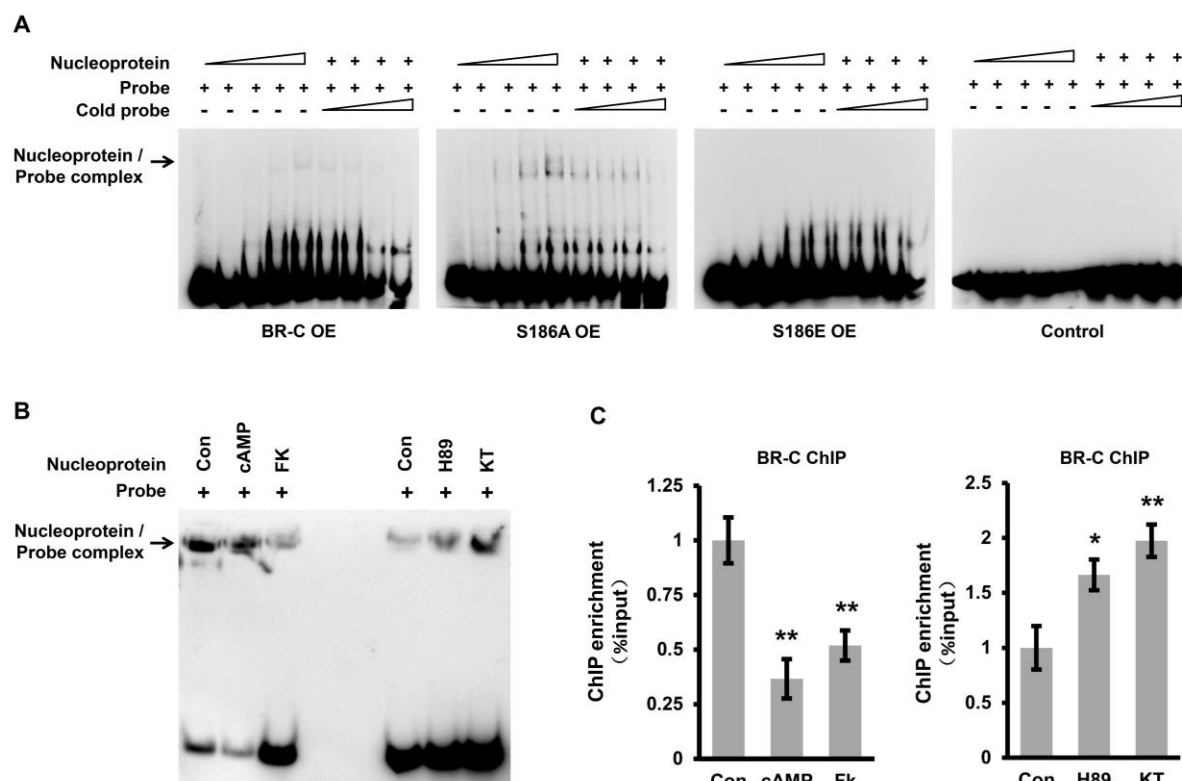 A
Nucleoprotein + + + + + + + + + + + + + + + +
Probe + + + + + + + + + + + + + + + + + + + + + + + + + + + + + + + + + + + +
Cold probe - - - - - - - - - - - - - - - - - - - -
Nucleoprotein /
Probe complex
BR-C OE S186A OE S186E OE Control
B
Con cAMP FK Con H89 KT
Nucleoprotein
Probe + + + + + +
Nucleoprotein /
Probe complex
C
BR-C ChIP
ChIP enrichment
(%input)
1.25
1
0.75
0.5
0.25
0
** **
Con cAMP Fk
BR-C ChIP
ChIP enrichment
(%input)
2.5
2
1.5
1
0.5
0
* **
Con H89 KT